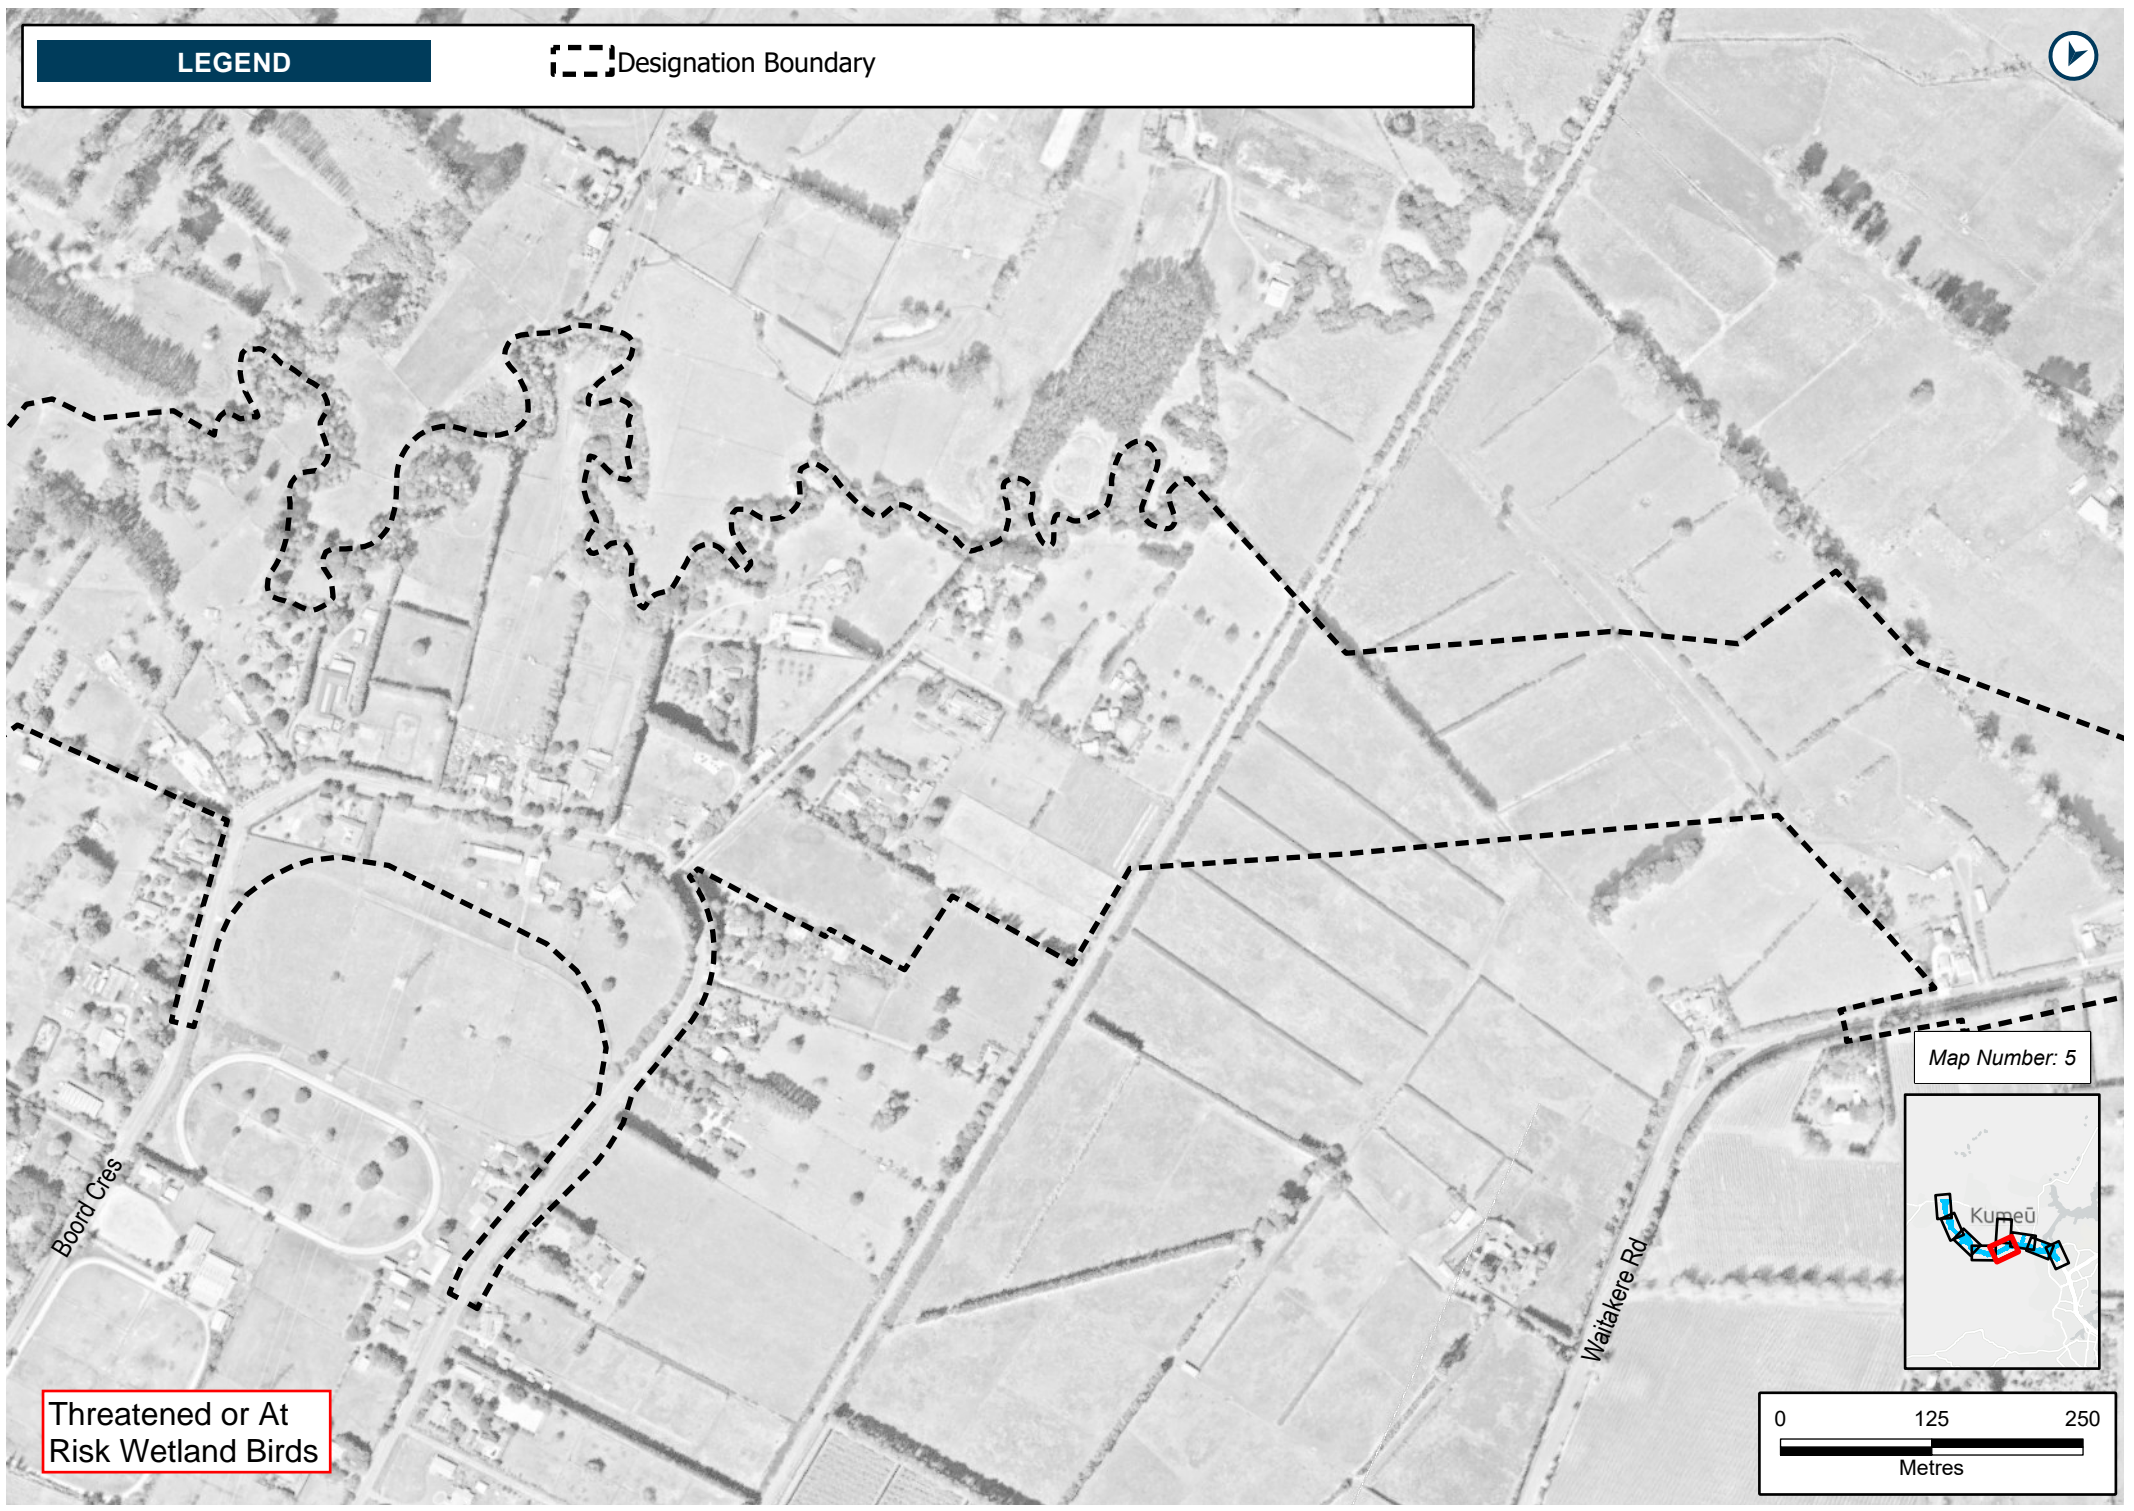 LEGEND
Designation Boundary
Boord Cres
Waitakere Rd
Map Number: 5
Kumeū
Threatened or At
Risk Wetland Birds
0 125 250
Metres